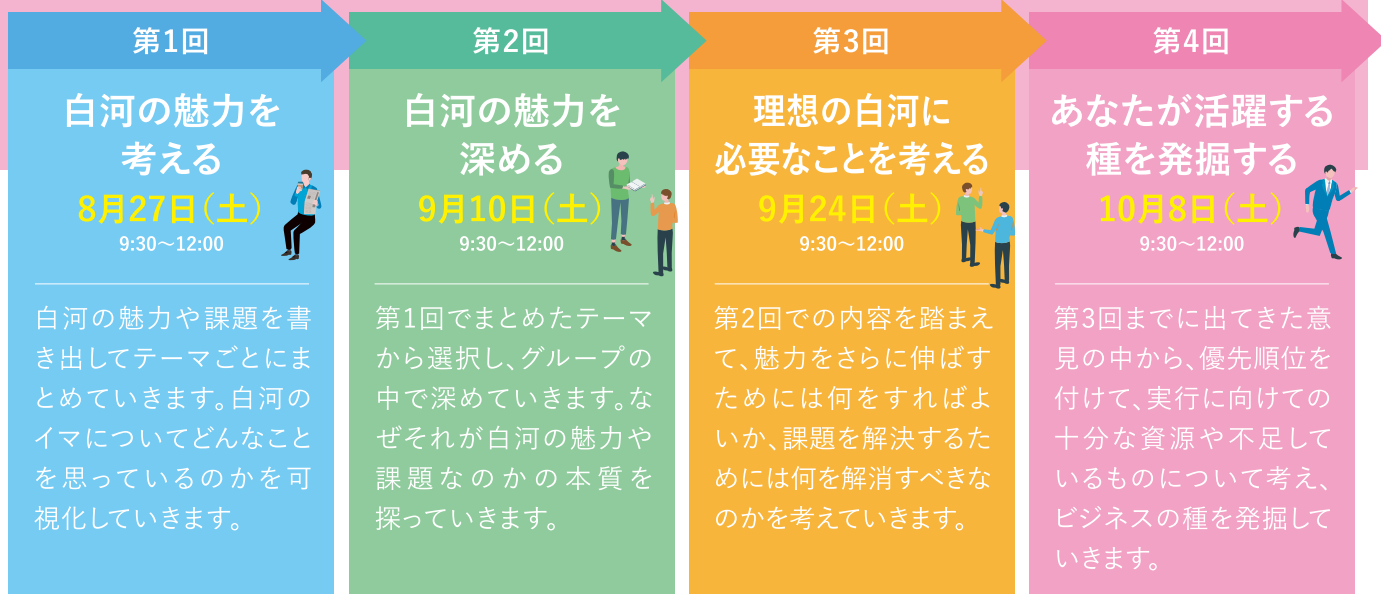 第1回
白河の魅力を
考える
8月27日（土）
9:30〜12:00
白河の魅力や課題を書
き出してテーマごとにま
とめていきます。白河の
イマについてどんなこと
を思っているのかを可
視化していきます。
第2回
白河の魅力を
深める
9月10日（土）
9:30〜12:00
第1回でまとめたテーマ
から選択し、グループの
中で深めていきます。な
ぜそれが白河の魅力や
課題なのかの本質を
探っていきます。
第3回
理想の白河に
必要なことを考える
9月24日（土）
9:30〜12:00
第2回での内容を踏まえ
て、魅力をさらに伸ばす
ためには何をすればよ
いか、課題を解決するた
めには何を解消すべきな
のかを考えていきます。
第4回
あなたが活躍する
種を発掘する
10月8日（土）
9:30〜12:00
第3回までに出てきた意
見の中から、優先順位を
付けて、実行に向けての
十分な資源や不足して
いるものについて考え、
ビジネスの種を発掘して
いきます。